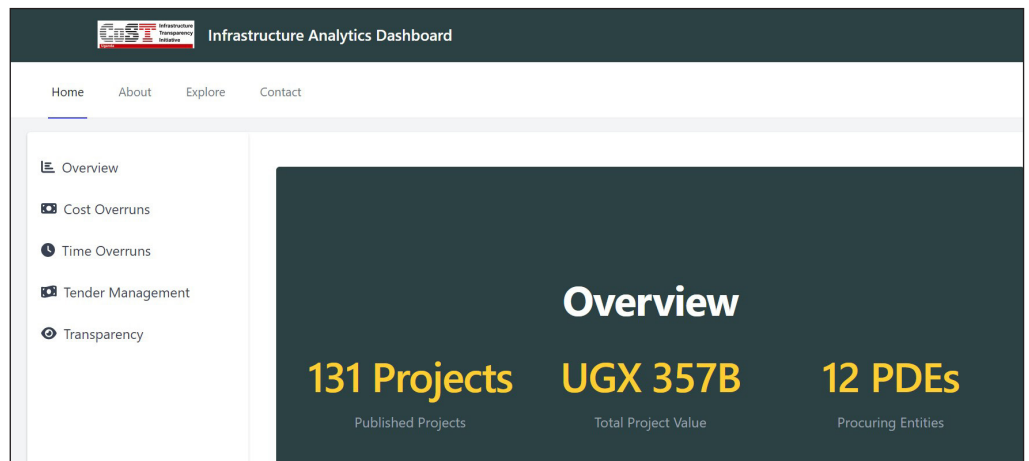 CoST Infrastructure Transparency Initiative
Uganda
Infrastructure Analytics Dashboard
Home About Explore Contact
Overview
Cost Overruns
Time Overruns
Tender Management
Transparency
Overview
131 Projects UGX 357B 12 PDEs
Published Projects Total Project Value Procuring Entities